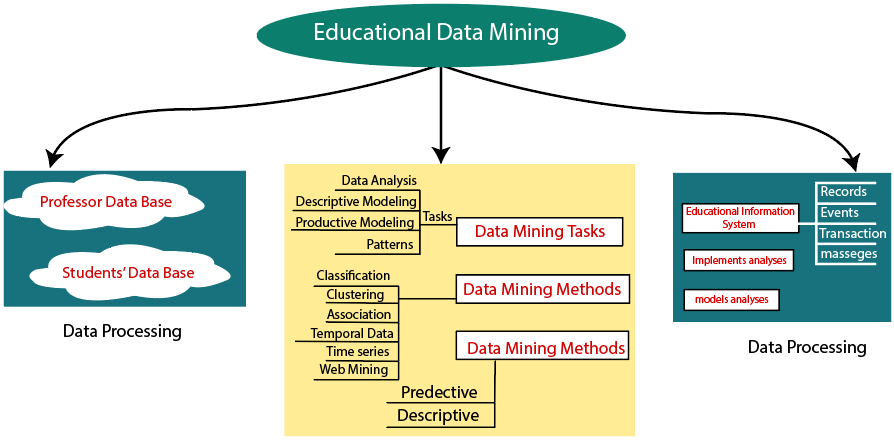 Educational Data Mining
Professor Data Base
Students' Data Base
Data Processing
Data Analysis
Descriptive Modeling
Productive Modeling
Patterns
Tasks
Data Mining Tasks
Classification
Clustering
Association
Temporal Data
Time series
Web Mining
Data Mining Methods
Data Mining Methods
Predective
Descriptive
Educational Information
System
Implements analyses
models analyses
Records
Events
Transaction
masseges
Data Processing